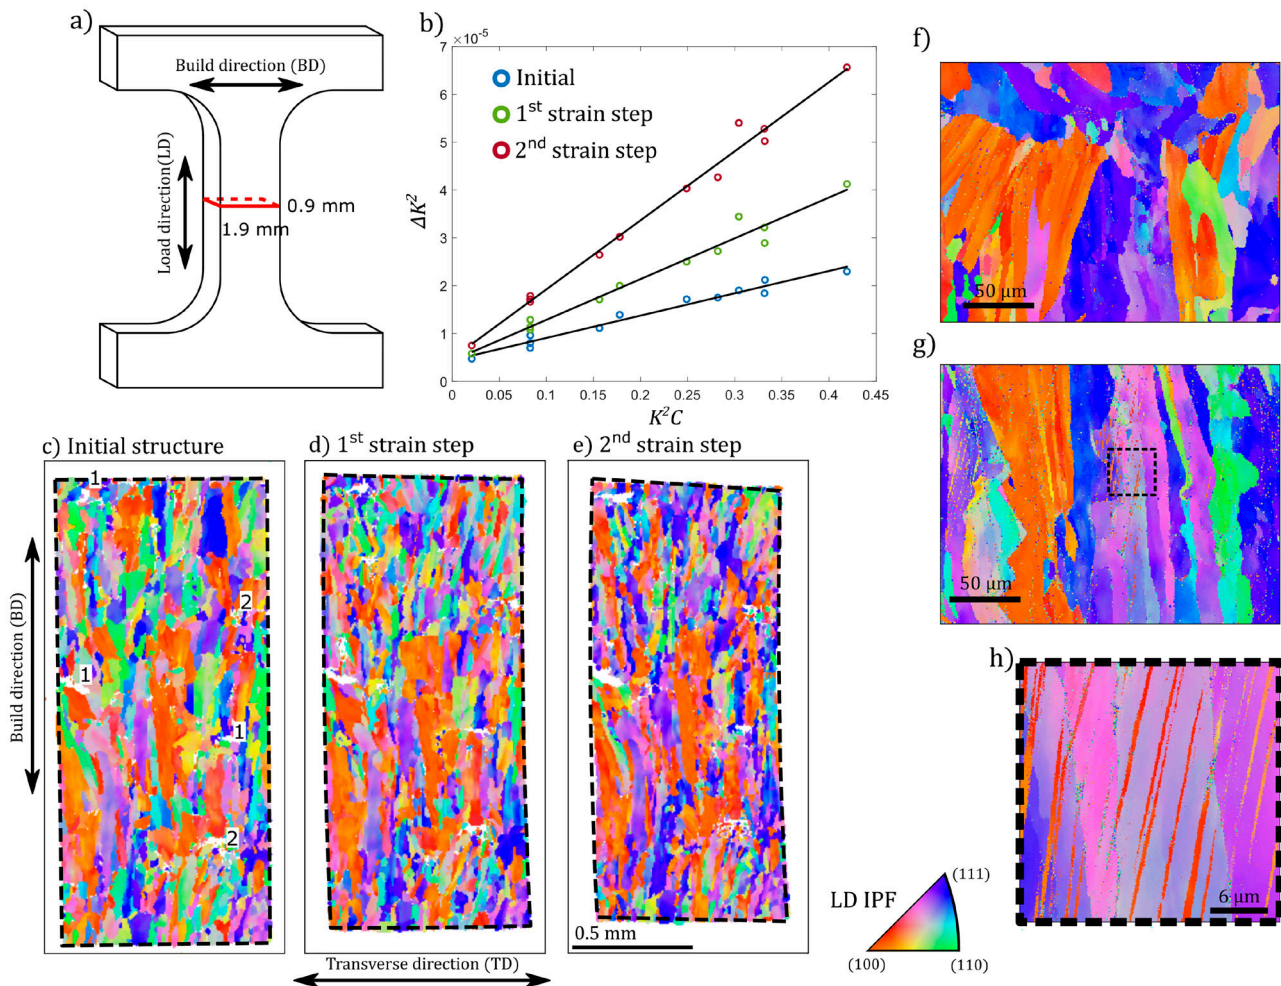 a)
Build direction (BD)
Load direction(LD)
0.9 mm
1.9 mm
b)
×10⁻⁵
7
6
5
4
3
2
1
0
ΔK²
Initial
1st strain step
2nd strain step
0 0.05 0.1 0.15 0.2 0.25 0.3 0.35 0.4 0.45
K²C
c) Initial structure
d) 1st strain step
e) 2nd strain step
Build direction (BD)
1
2
1
1
2
0.5 mm
Transverse direction (TD)
LD IPF
(111)
(100)
(110)
f)
50 µm
g)
50 µm
h)
6 µm